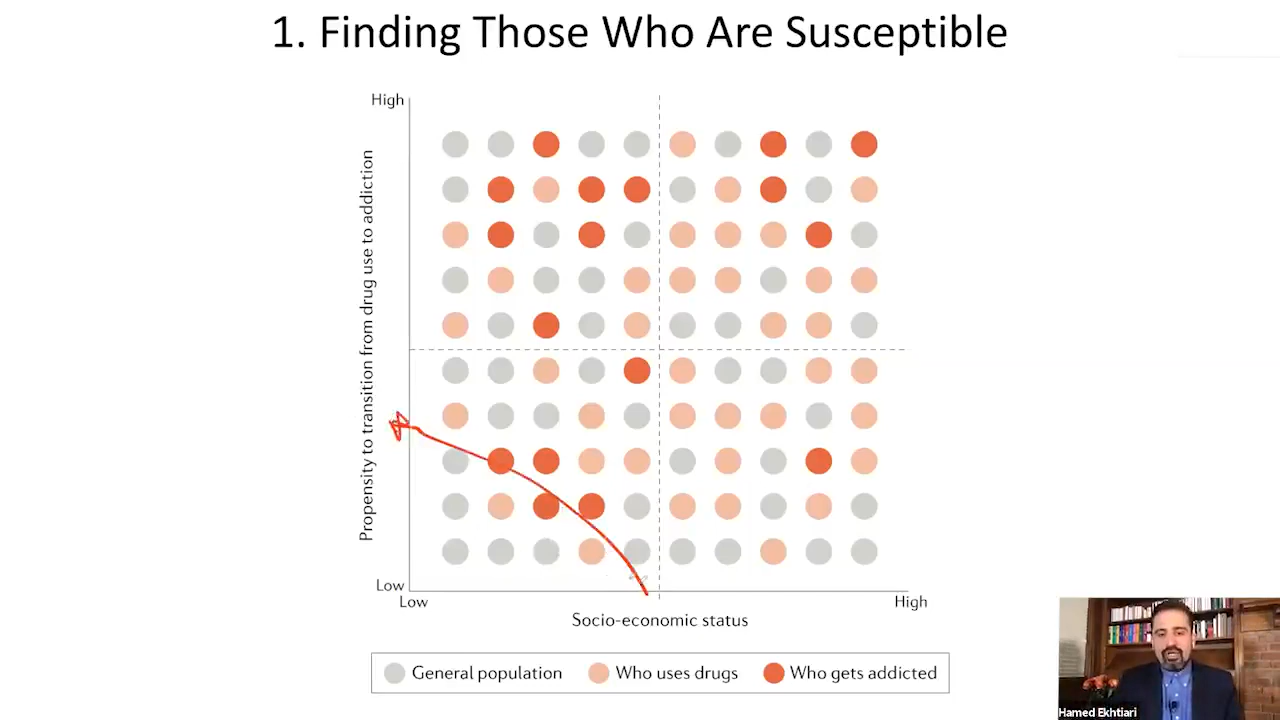 1. Finding Those Who Are Susceptible
High
Propensity to transition from drug use to addiction
Low
Low
High
Socio-economic status
General population
Who uses drugs
Who gets addicted
Hamed Ekhtiari